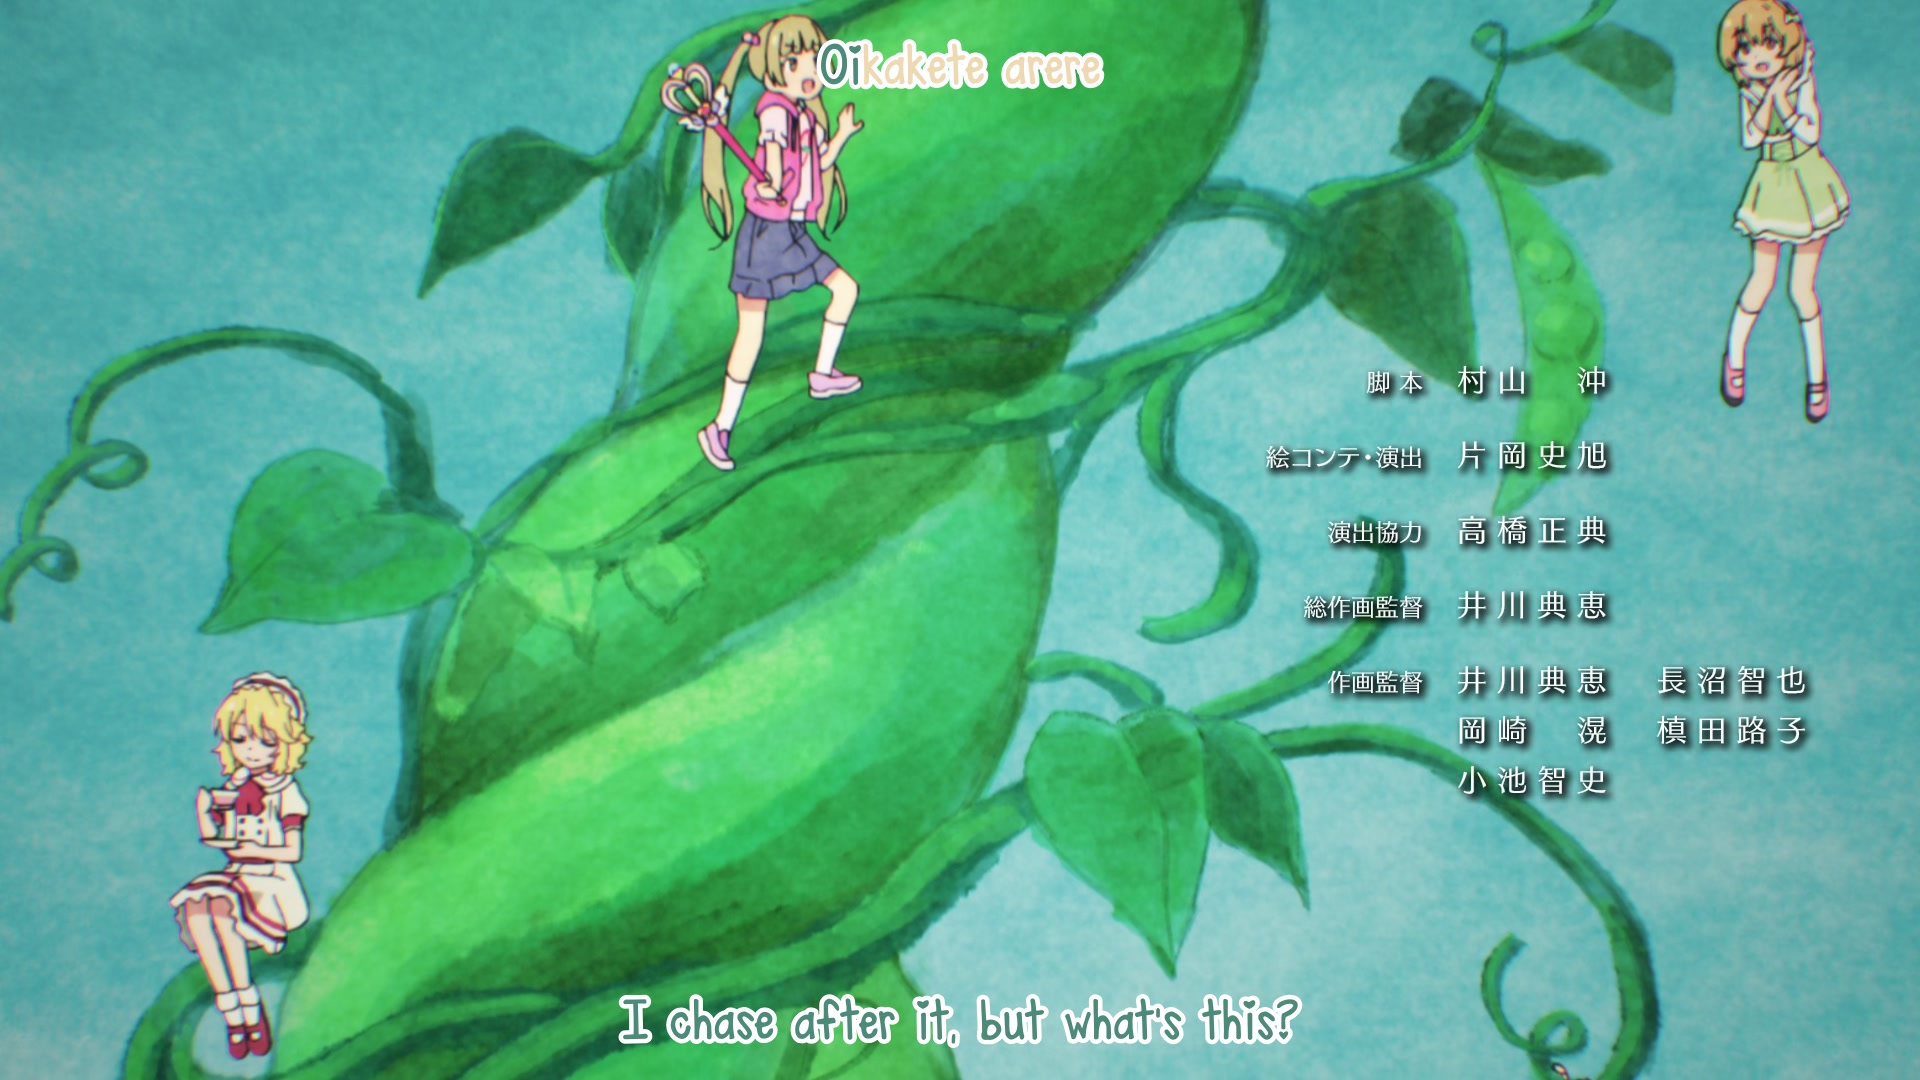 Oikakete arere
脚本 村山 沖
絵コンテ・演出 片岡史旭
演出協力 高橋正典
総作画監督 井川典恵
作画監督 井川典恵 長沼智也
岡崎 滉 槙田路子
小池智史
I chase after it, but what's this?